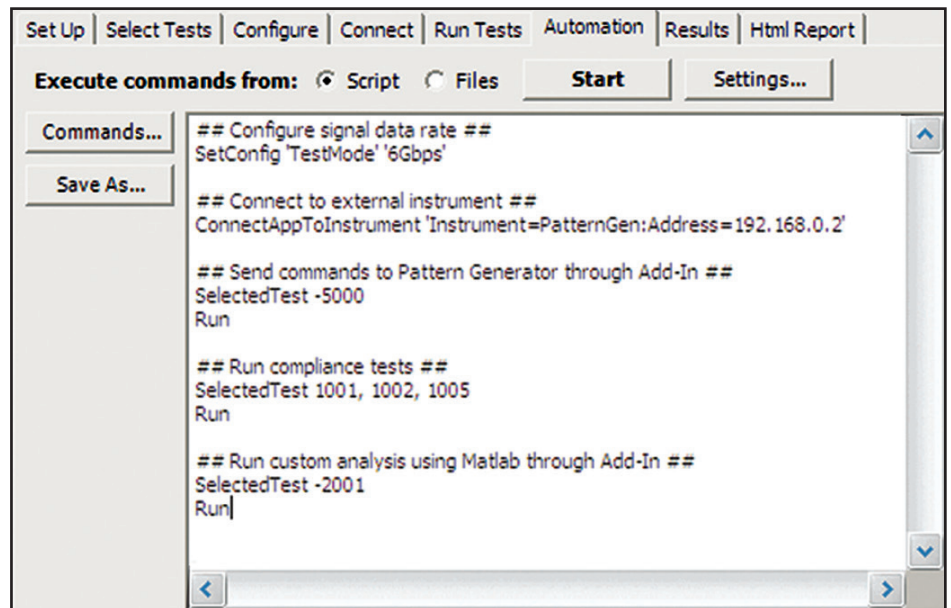 Set Up Select Tests Configure Connect Run Tests Automation Results Html Report
Execute commands from: Script Files Start Settings...
Commands...
Save As...
## Configure signal data rate ##
SetConfig 'TestMode' '6Gbps'
## Connect to external instrument ##
ConnectAppToInstrument 'Instrument=PatternGen:Address=192.168.0.2'
## Send commands to Pattern Generator through Add-In ##
SelectedTest -5000
Run
## Run compliance tests ##
SelectedTest 1001, 1002, 1005
Run
## Run custom analysis using Matlab through Add-In ##
SelectedTest -2001
Run